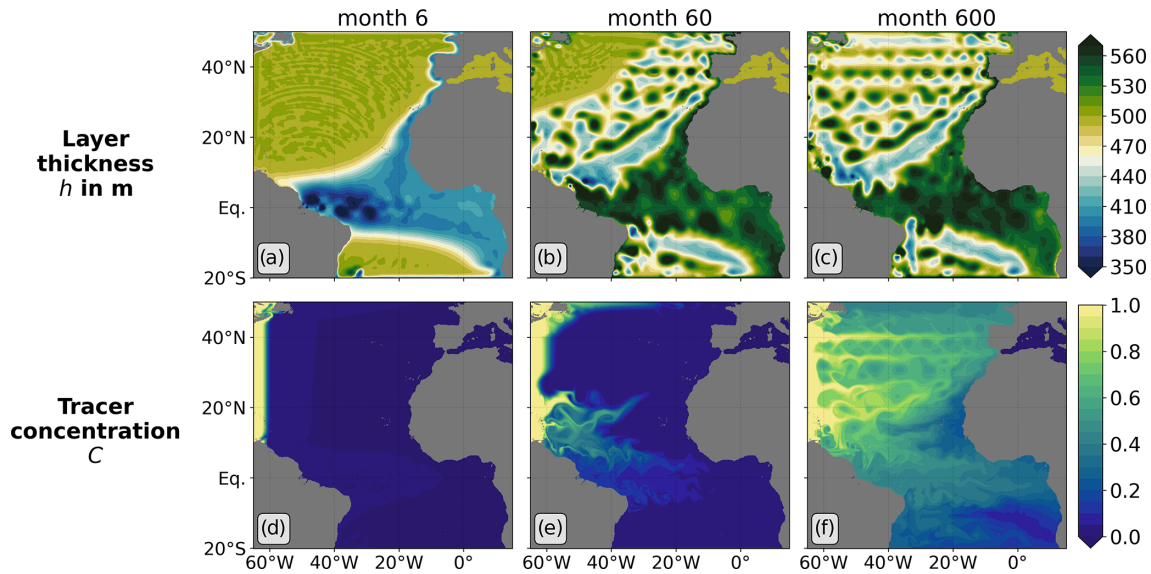 month 6
month 60
month 600
Layer
thickness
h in m
40°N
20°N
Eq.
20°S
(a)
(b)
(c)
560
530
500
470
440
410
380
350
Tracer
concentration
C
40°N
20°N
Eq.
20°S
(d)
(e)
(f)
1.0
0.8
0.6
0.4
0.2
0.0
60°W 40°W 20°W 0°
60°W 40°W 20°W 0°
60°W 40°W 20°W 0°